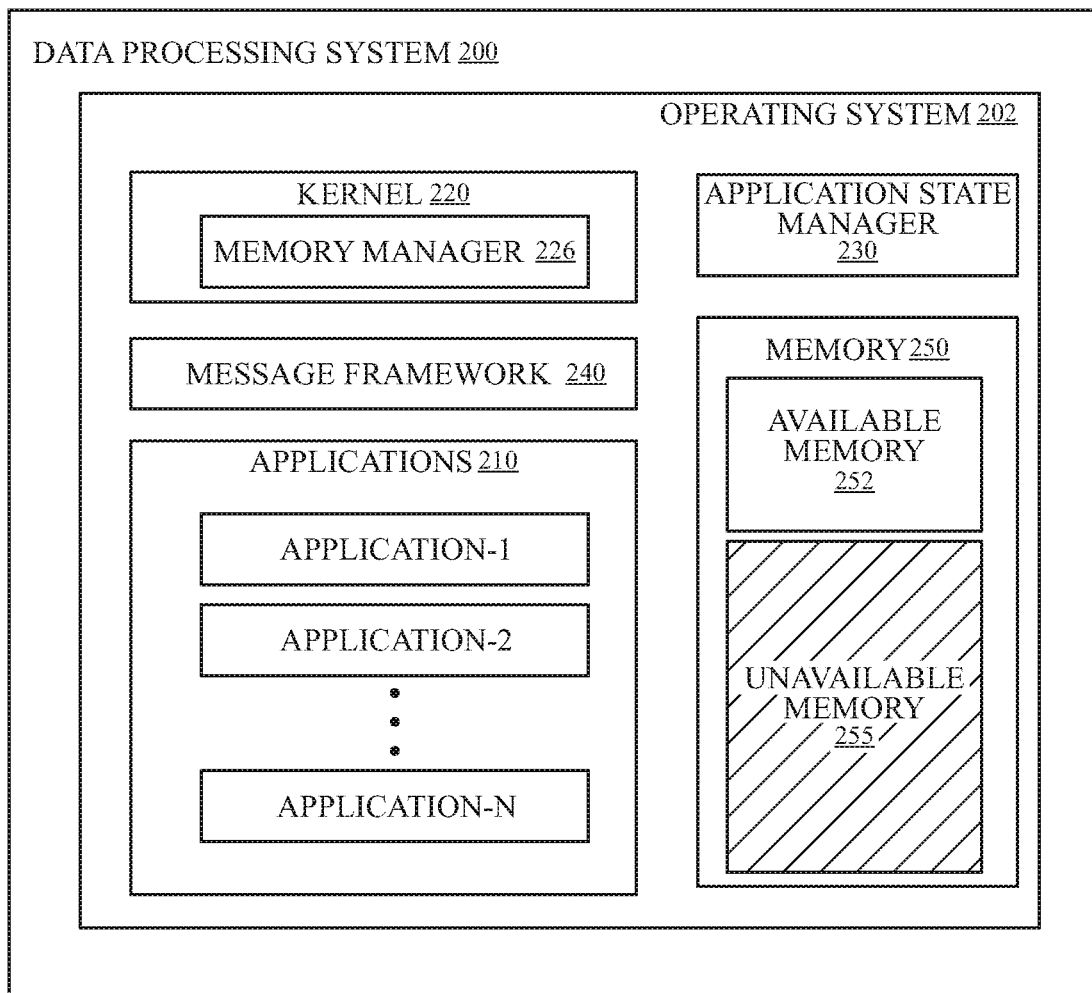 DATA PROCESSING SYSTEM 200
OPERATING SYSTEM 202
KERNEL 220
MEMORY MANAGER 226
MESSAGE FRAMEWORK 240
APPLICATIONS 210
APPLICATION-1
APPLICATION-2
APPLICATION-N
APPLICATION STATE
MANAGER
230
MEMORY 250
AVAILABLE
MEMORY
252
UNAVAILABLE
MEMORY
255